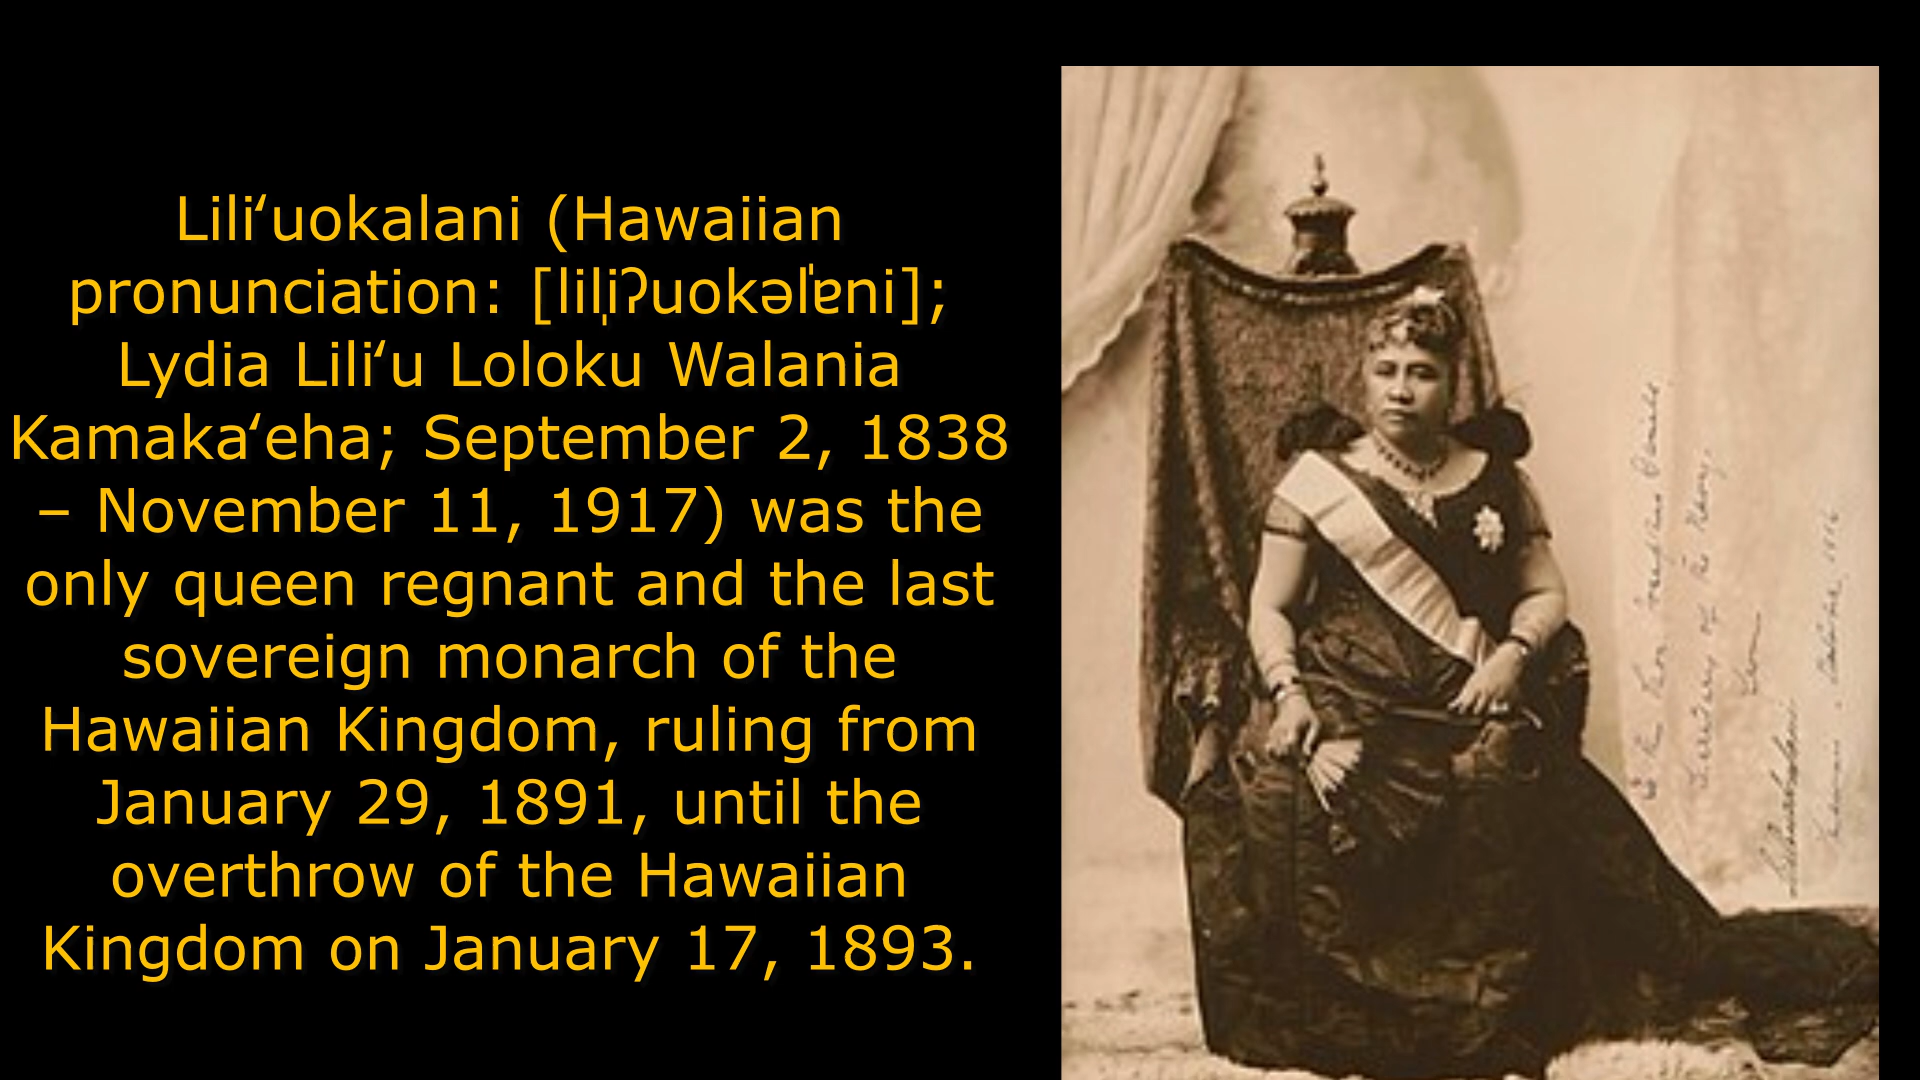 Liliʻuokalani (Hawaiian
pronunciation: [liˌliʔuokəˈlɐni];
Lydia Liliʻu Loloku Walania
Kamakaʻeha; September 2, 1838
– November 11, 1917) was the
only queen regnant and the last
sovereign monarch of the
Hawaiian Kingdom, ruling from
January 29, 1891, until the
overthrow of the Hawaiian
Kingdom on January 17, 1893.
Liliuokalani